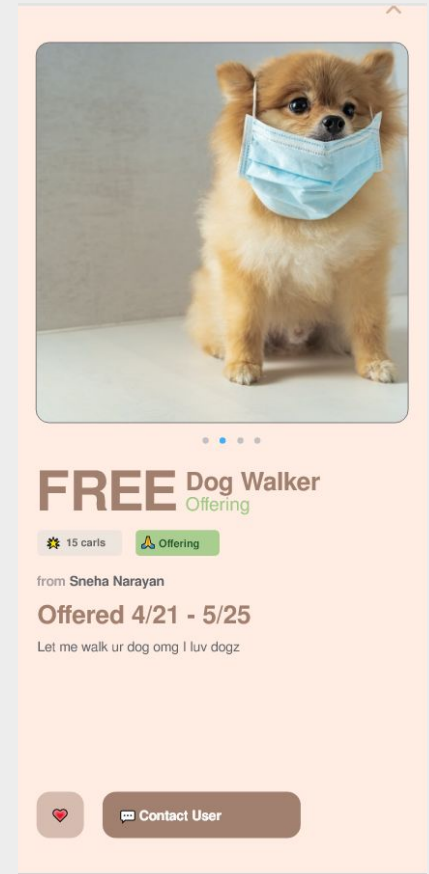 FREE Dog Walker
Offering
15 carls
Offering
from Sneha Narayan
Offered 4/21 - 5/25
Let me walk ur dog omg I luv dogz
Contact User